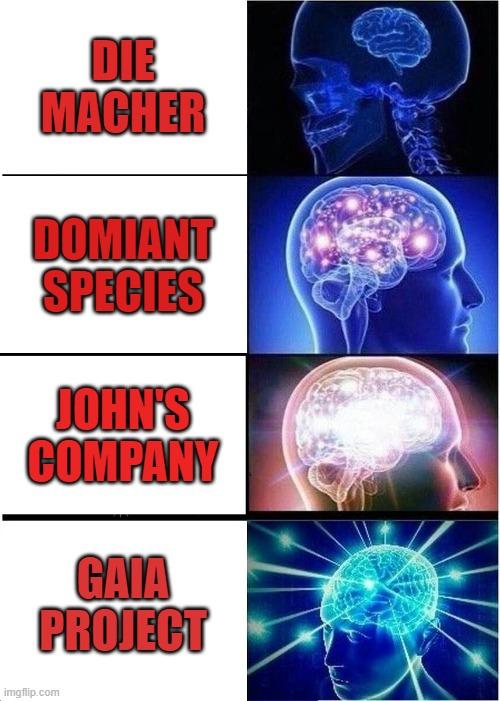 DIE
MACHER
DOMIANT
SPECIES
JOHN'S
COMPANY
GAIA
PROJECT
imgflip.com